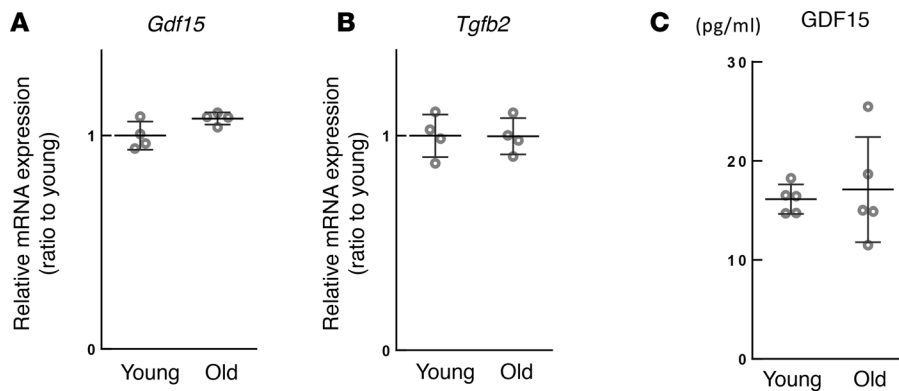 A
Gdf15
Relative mRNA expression
(ratio to young)
1
0
Young
Old
B
Tgfb2
Relative mRNA expression
(ratio to young)
1
0
Young
Old
C
(pg/ml)
GDF15
30
20
10
0
Young
Old